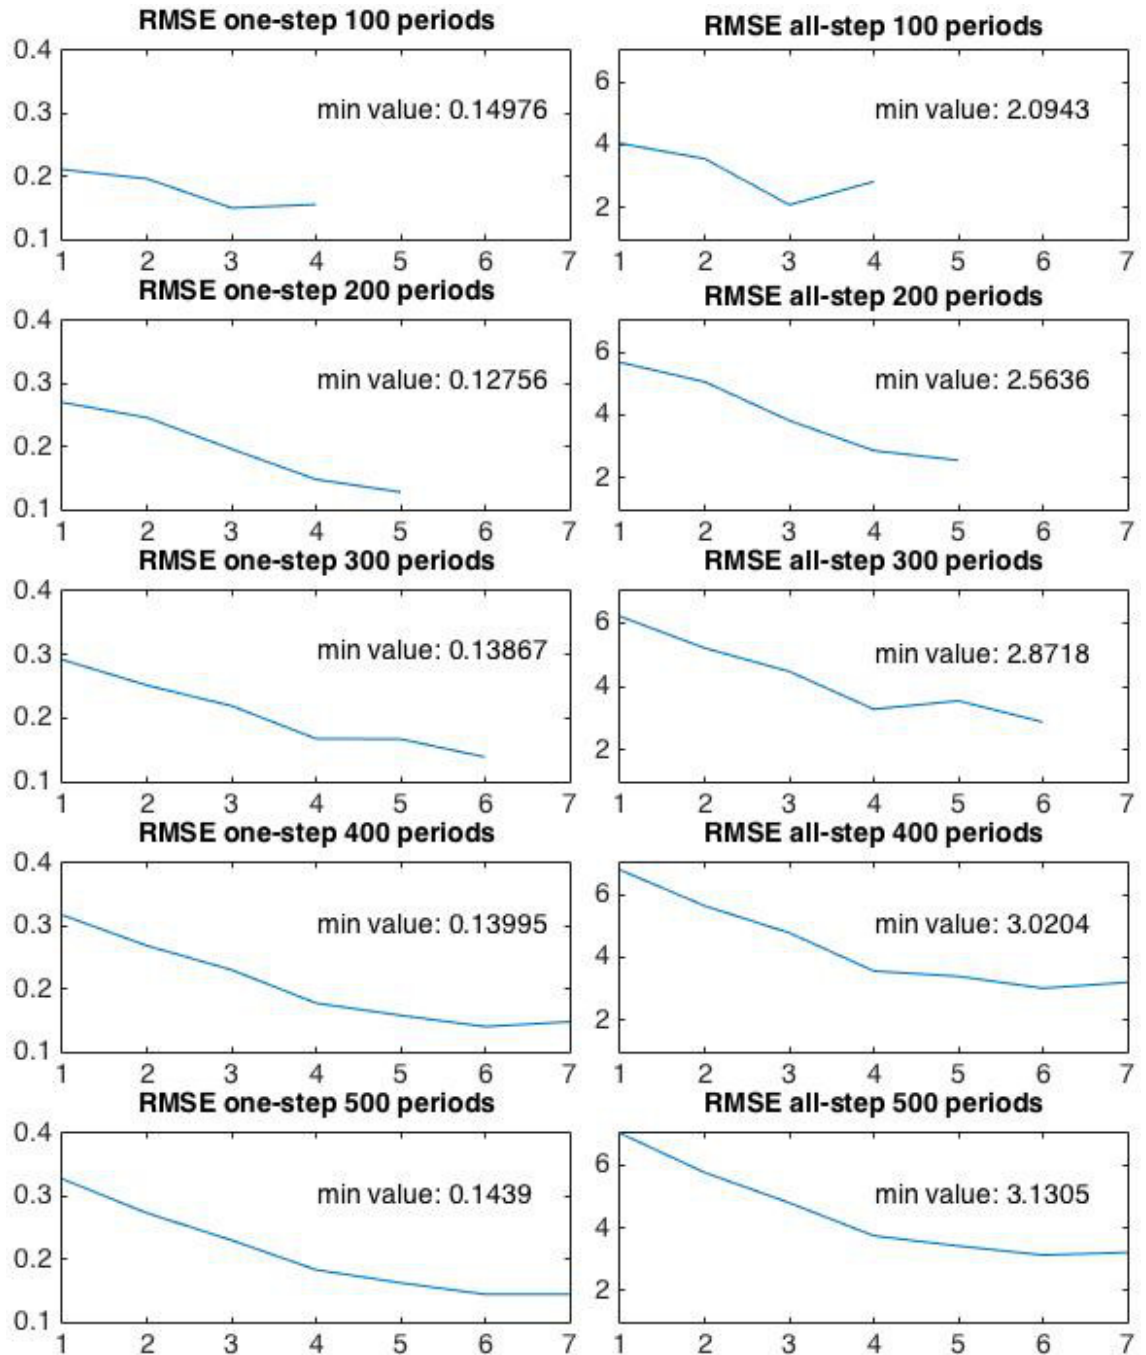 RMSE one-step 100 periods
0.4
0.3
0.2
0.1
min value: 0.14976
1 2 3 4 5 6 7
RMSE all-step 100 periods
6
4
2
min value: 2.0943
1 2 3 4 5 6 7
RMSE one-step 200 periods
0.4
0.3
0.2
0.1
min value: 0.12756
1 2 3 4 5 6 7
RMSE all-step 200 periods
6
4
2
min value: 2.5636
1 2 3 4 5 6 7
RMSE one-step 300 periods
0.4
0.3
0.2
0.1
min value: 0.13867
1 2 3 4 5 6 7
RMSE all-step 300 periods
6
4
2
min value: 2.8718
1 2 3 4 5 6 7
RMSE one-step 400 periods
0.4
0.3
0.2
0.1
min value: 0.13995
1 2 3 4 5 6 7
RMSE all-step 400 periods
6
4
2
min value: 3.0204
1 2 3 4 5 6 7
RMSE one-step 500 periods
0.4
0.3
0.2
0.1
min value: 0.1439
1 2 3 4 5 6 7
RMSE all-step 500 periods
6
4
2
min value: 3.1305
1 2 3 4 5 6 7